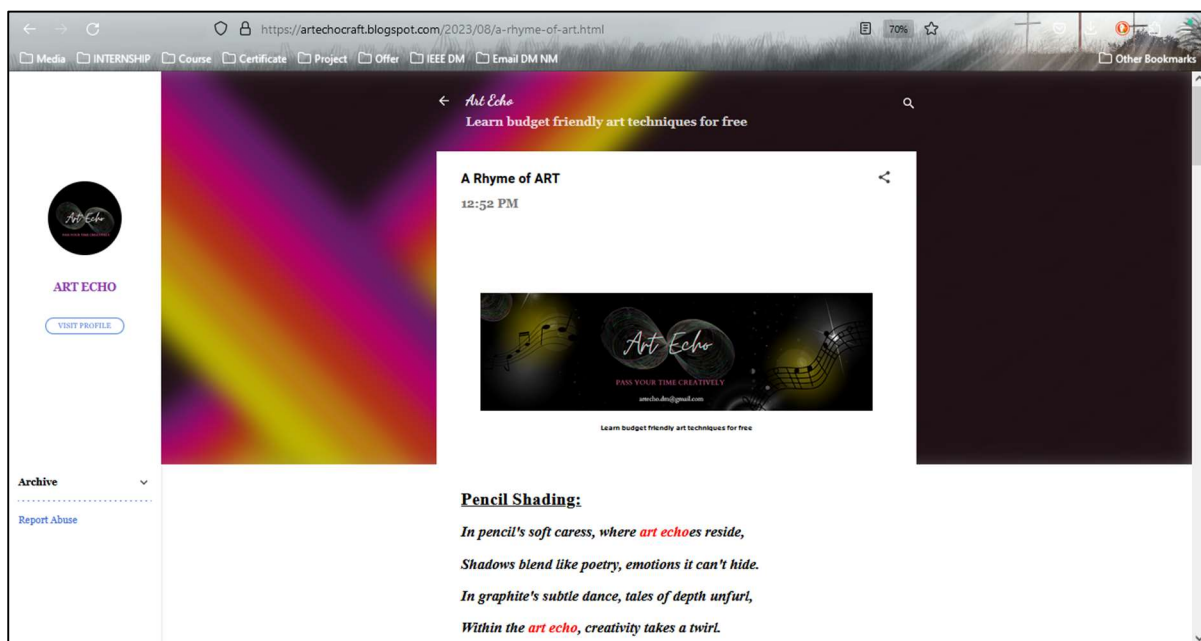 https://artechocraft.blogspot.com/2023/08/a-rhyme-of-art.html
70%
Media INTERNSHIP Course Certificate Project Offer IEEE DM Email DM NM Other Bookmarks
Art Echo
Learn budget friendly art techniques for free
A Rhyme of ART
12:52 PM
Art Echo
PASS YOUR TIME CREATIVELY
ART ECHO
VISIT PROFILE
Art Echo
PASS YOUR TIME CREATIVELY
artecho.dm@gmail.com
Learn budget friendly art techniques for free
Archive
Report Abuse
Pencil Shading:
In pencil's soft caress, where art echoes reside,
Shadows blend like poetry, emotions it can't hide.
In graphite's subtle dance, tales of depth unfurl,
Within the art echo, creativity takes a twirl.